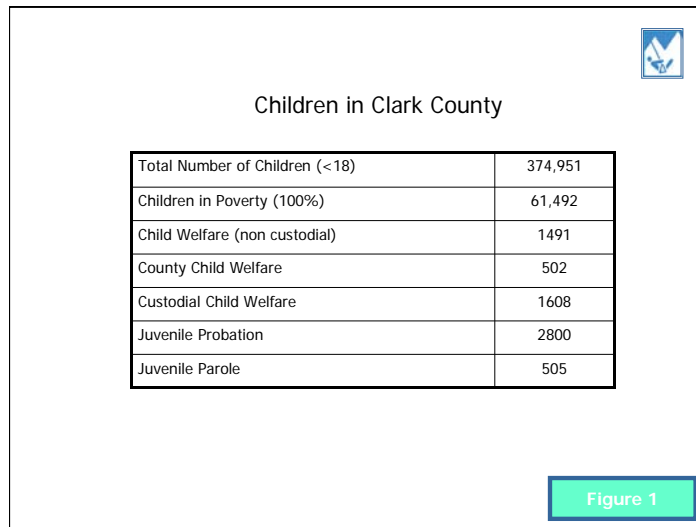 Children in Clark County
Total Number of Children (<18) 374,951
Children in Poverty (100%) 61,492
Child Welfare (non custodial) 1491
County Child Welfare 502
Custodial Child Welfare 1608
Juvenile Probation 2800
Juvenile Parole 505
Figure 1